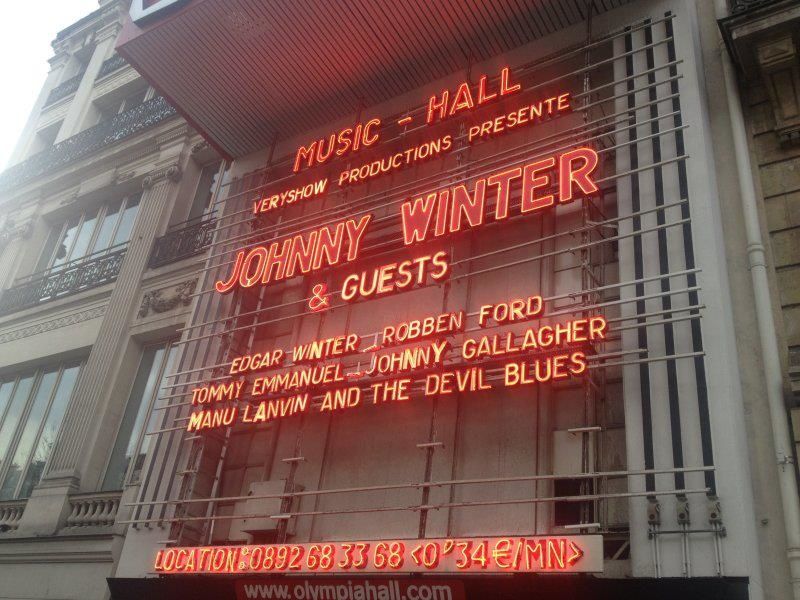 MUSIC - HALL
VERYSHOW PRODUCTIONS PRESENTE
JOHNNY WINTER
& GUESTS
EDGAR WINTER _ ROBBEN FORD
TOMMY EMMANUEL _ JOHNNY GALLAGHER
MANU LANVIN AND THE DEVIL BLUES
LOCATION: 0892 68 33 68 <0'34€/MN>
www.olympiahall.com